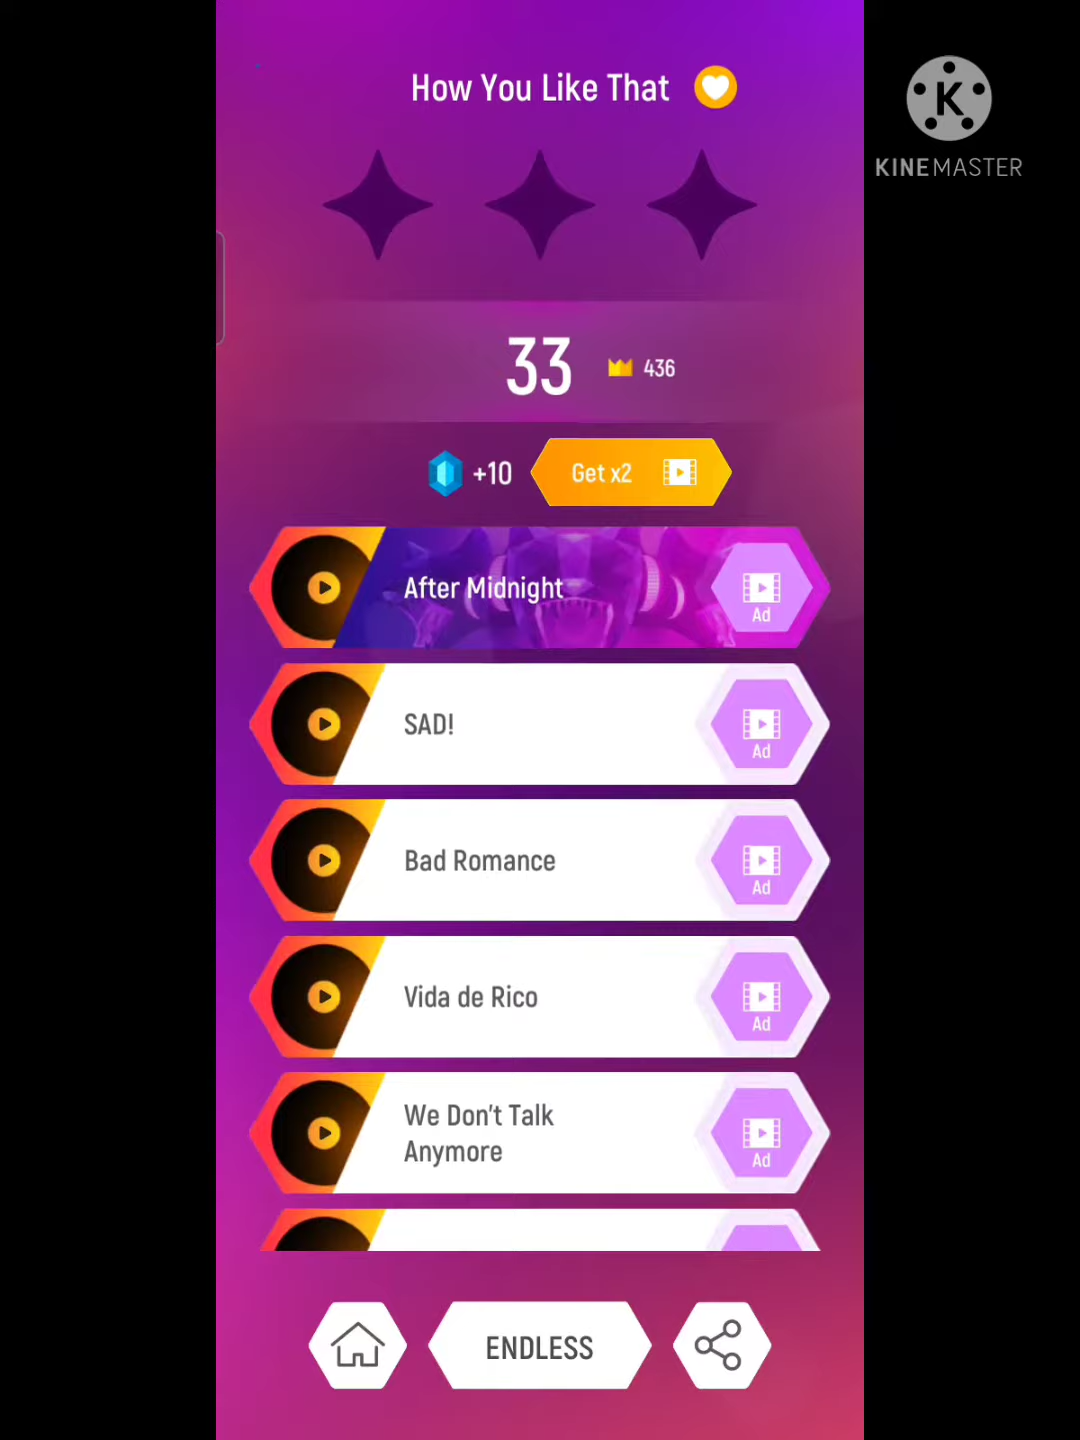 How You Like That
K
KINEMASTER
33
436
+10
Get x2
After Midnight
Ad
SAD!
Ad
Bad Romance
Ad
Vida de Rico
Ad
We Don't Talk
Anymore
Ad
ENDLESS